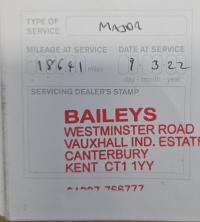 TYPE OF SERVICE MAJOR
MILEAGE AT SERVICE DATE AT SERVICE
18641 miles 9 3.22
day - month - year
SERVICING DEALER'S STAMP
BAILEYS
WESTMINSTER ROAD
VAUXHALL IND. ESTAT
CANTERBURY
KENT CT1 1YY